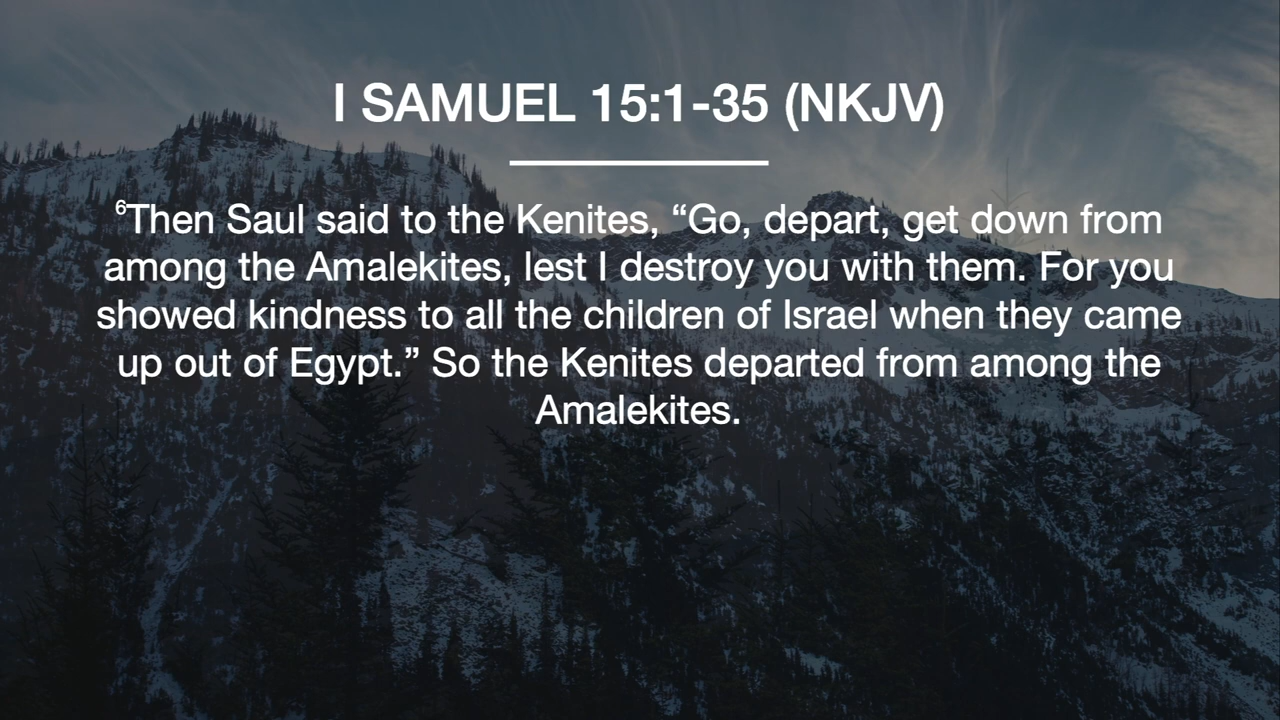 I SAMUEL 15:1-35 (NKJV)
⁶Then Saul said to the Kenites, “Go, depart, get down from
among the Amalekites, lest I destroy you with them. For you
showed kindness to all the children of Israel when they came
up out of Egypt.” So the Kenites departed from among the
Amalekites.